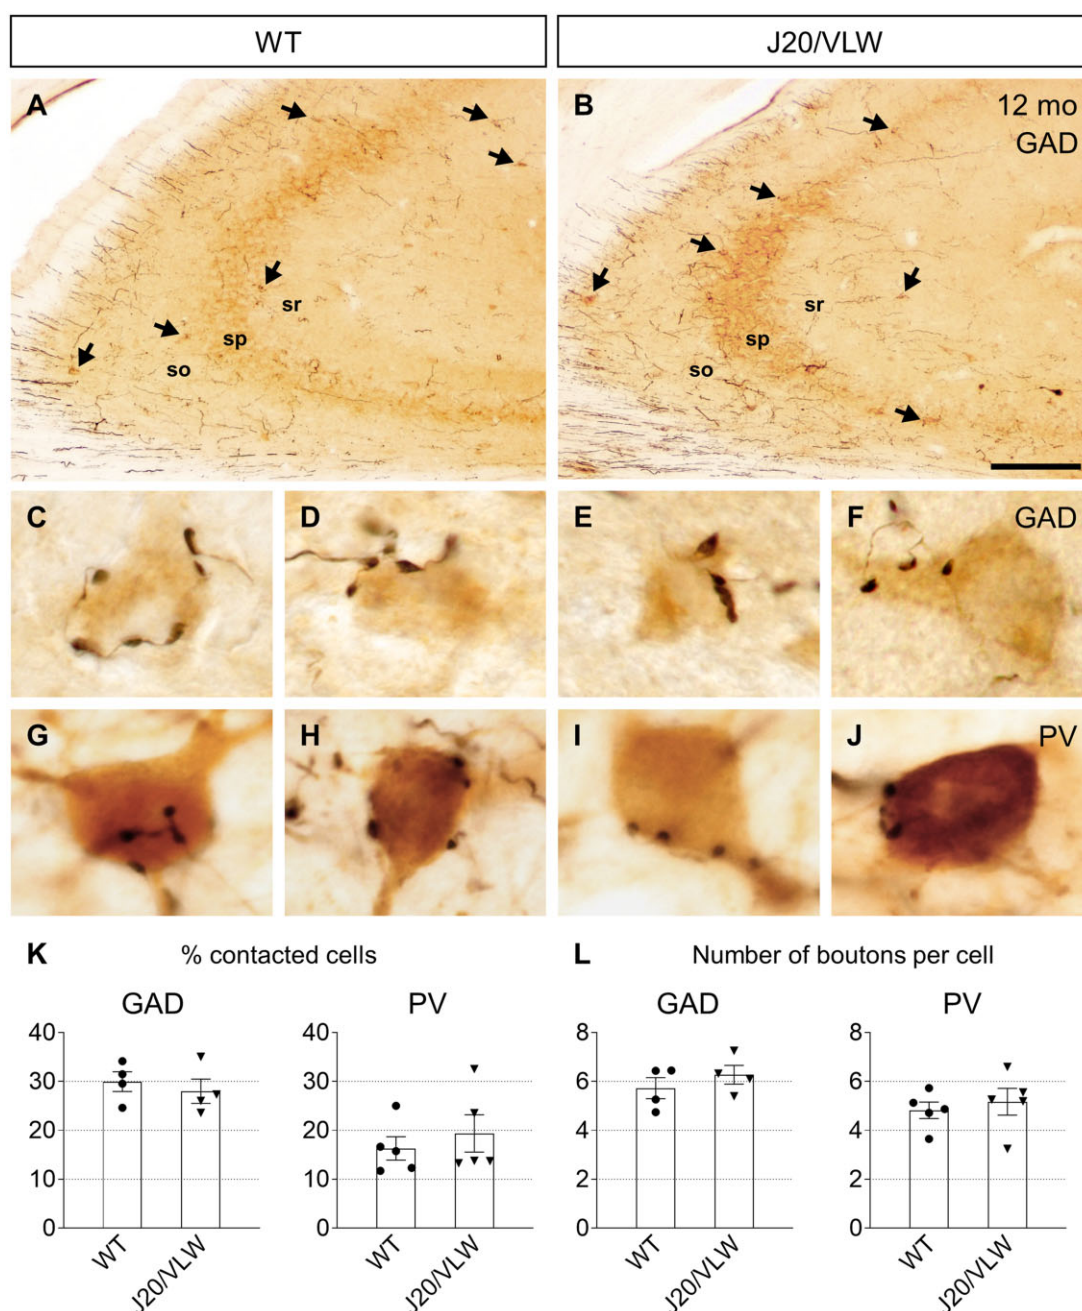 WT
J20/VLW
A
B
12 mo
GAD
sr
sp
so
sr
sp
so
C
D
E
F
GAD
G
H
I
J
PV
K
% contacted cells
L
Number of boutons per cell
GAD
PV
GAD
PV
40
30
20
10
0
WT
J20/VLW
40
30
20
10
0
WT
J20/VLW
8
6
4
2
0
WT
J20/VLW
8
6
4
2
0
WT
J20/VLW